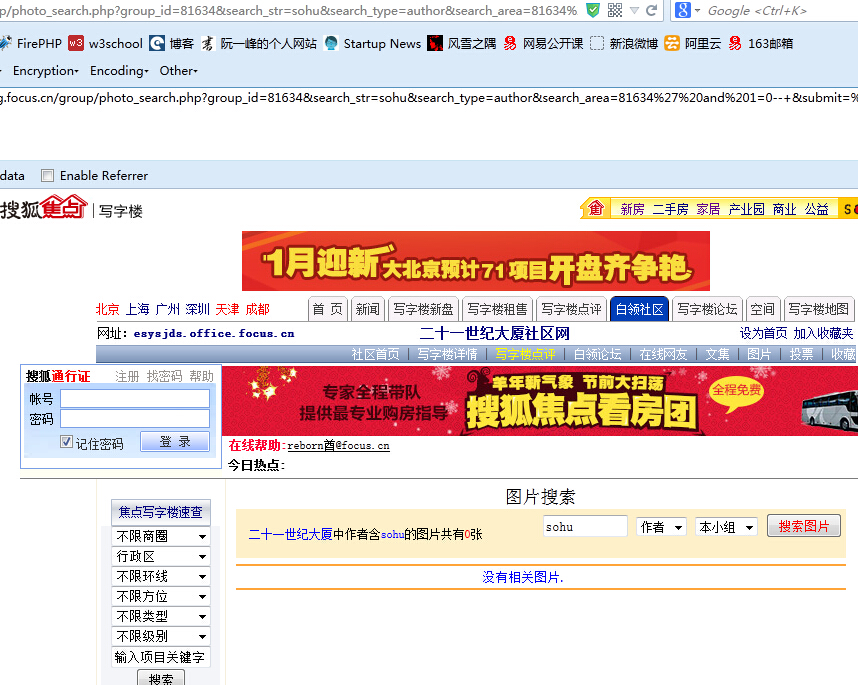 p/photo_search.php?group_id=81634&search_str=sohu&search_type=author&search_area=81634%
Google <Ctrl+K>
FirePHP w3school 博客 阮一峰的个人网站 Startup News 风雪之隅 网易公开课 新浪微博 阿里云 163邮箱
Encryption Encoding Other
g.focus.cn/group/photo_search.php?group_id=81634&search_str=sohu&search_type=author&search_area=81634%27%20and%201=0--+&submit=%
data Enable Referrer
搜狐焦点 | 写字楼
新房 二手房 家居 产业园 商业 公益 S
1月迎新 大北京预计71项目开盘齐争艳
北京 上海 广州 深圳 天津 成都
首 页 新闻 写字楼新盘 写字楼租售 写字楼点评 白领社区 写字楼论坛 空间 写字楼地图
网址: esysjds.office.focus.cn 二十一世纪大厦社区网 设为首页 加入收藏夹
社区首页 | 写字楼详情 | 写字楼点评 | 白领论坛 | 在线网友 | 文集 | 图片 | 投票 | 收藏
搜狐通行证 注册 找密码 帮助
帐号
密码
记住密码 登 录
专家全程带队
提供最专业购房指导
羊年新气象 节前大扫荡
搜狐焦点看房团
全程免费
在线帮助:reborn酋@focus.cn
今日热点:
图片搜索
焦点写字楼速查
二十一世纪大厦中作者含sohu的图片共有0张 sohu 作者 本小组 搜索图片
没有相关图片.
不限商圈
行政区
不限环线
不限方位
不限类型
不限级别
输入项目关键字
搜索